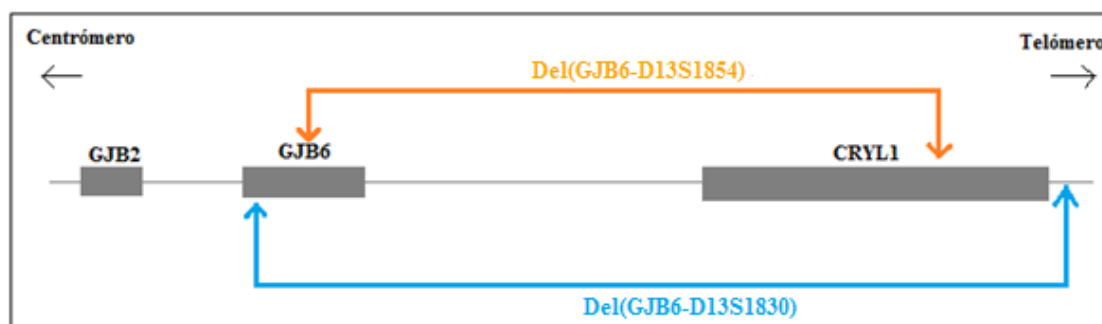 Centrómero
Telómero
Del(GJB6-D13S1854)
GJB2
GJB6
CRYL1
Del(GJB6-D13S1830)